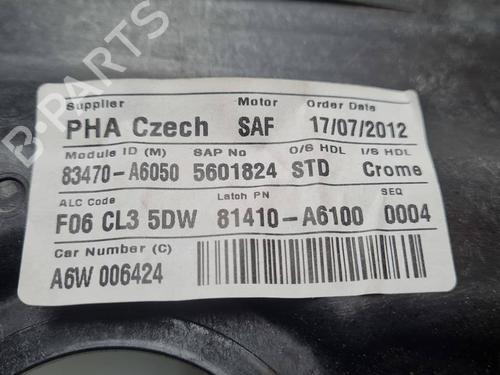 B-PARTS
Supplier Motor Order Date
PHA Czech SAF 17/07/2012
Module ID (M) SAP No O/S HDL I/S HDL
83470-A6050 5601824 STD Crome
ALC Code Latch PN SEQ
F06 CL3 5DW 81410-A6100 0004
Car Number (C)
A6W 006424